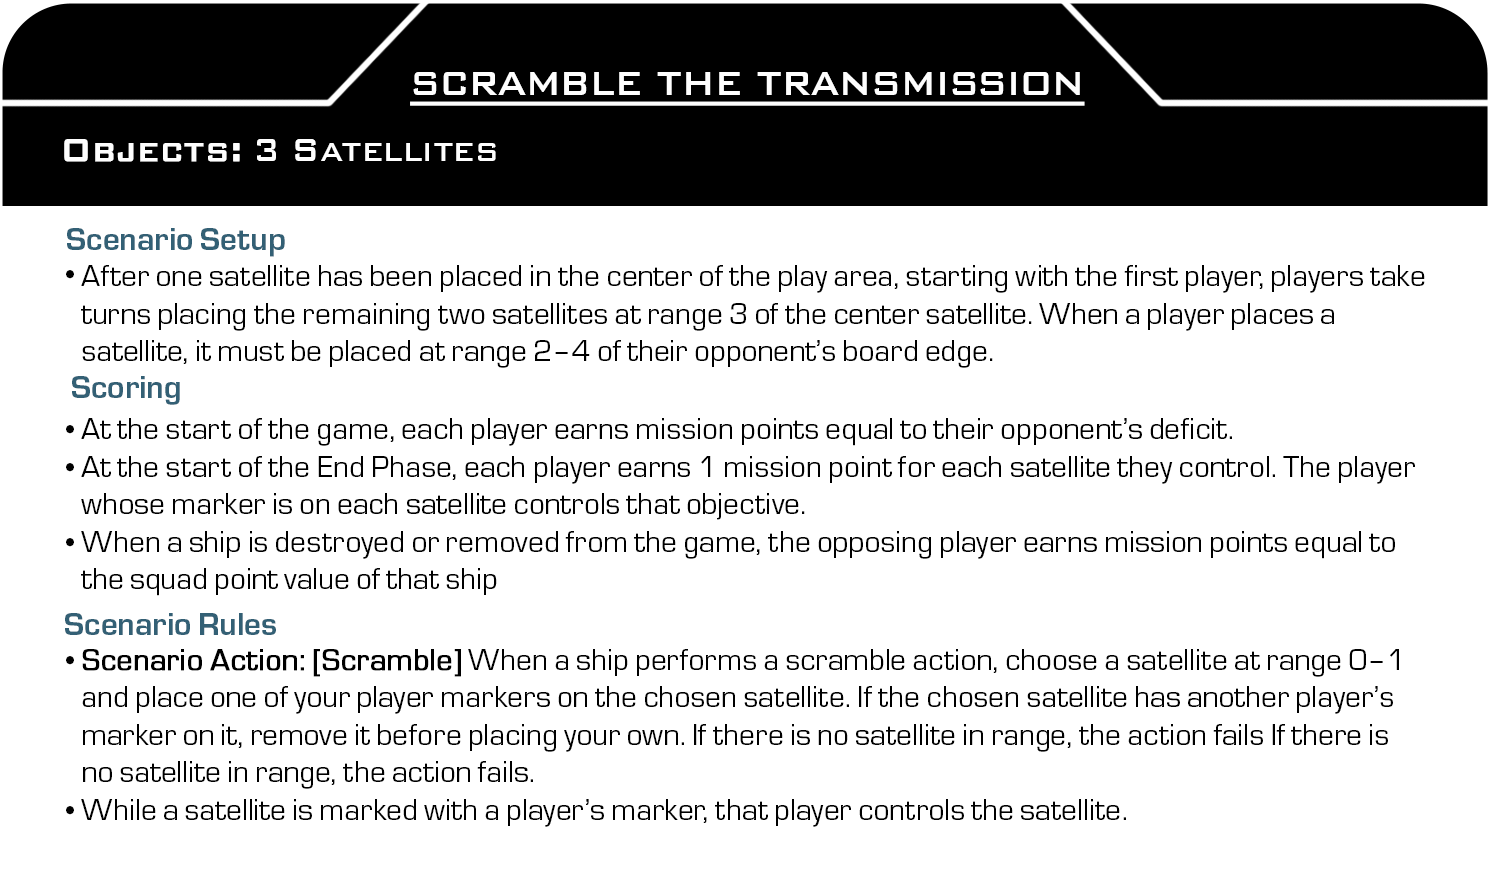 SCRAMBLE THE TRANSMISSION
OBJECTS: 3 SATELLITES
Scenario Setup
• After one satellite has been placed in the center of the play area, starting with the first player, players take
turns placing the remaining two satellites at range 3 of the center satellite. When a player places a
satellite, it must be placed at range 2–4 of their opponent’s board edge.
Scoring
• At the start of the game, each player earns mission points equal to their opponent’s deficit.
• At the start of the End Phase, each player earns 1 mission point for each satellite they control. The player
whose marker is on each satellite controls that objective.
• When a ship is destroyed or removed from the game, the opposing player earns mission points equal to
the squad point value of that ship
Scenario Rules
• Scenario Action: [Scramble] When a ship performs a scramble action, choose a satellite at range 0–1
and place one of your player markers on the chosen satellite. If the chosen satellite has another player’s
marker on it, remove it before placing your own. If there is no satellite in range, the action fails If there is
no satellite in range, the action fails.
• While a satellite is marked with a player’s marker, that player controls the satellite.